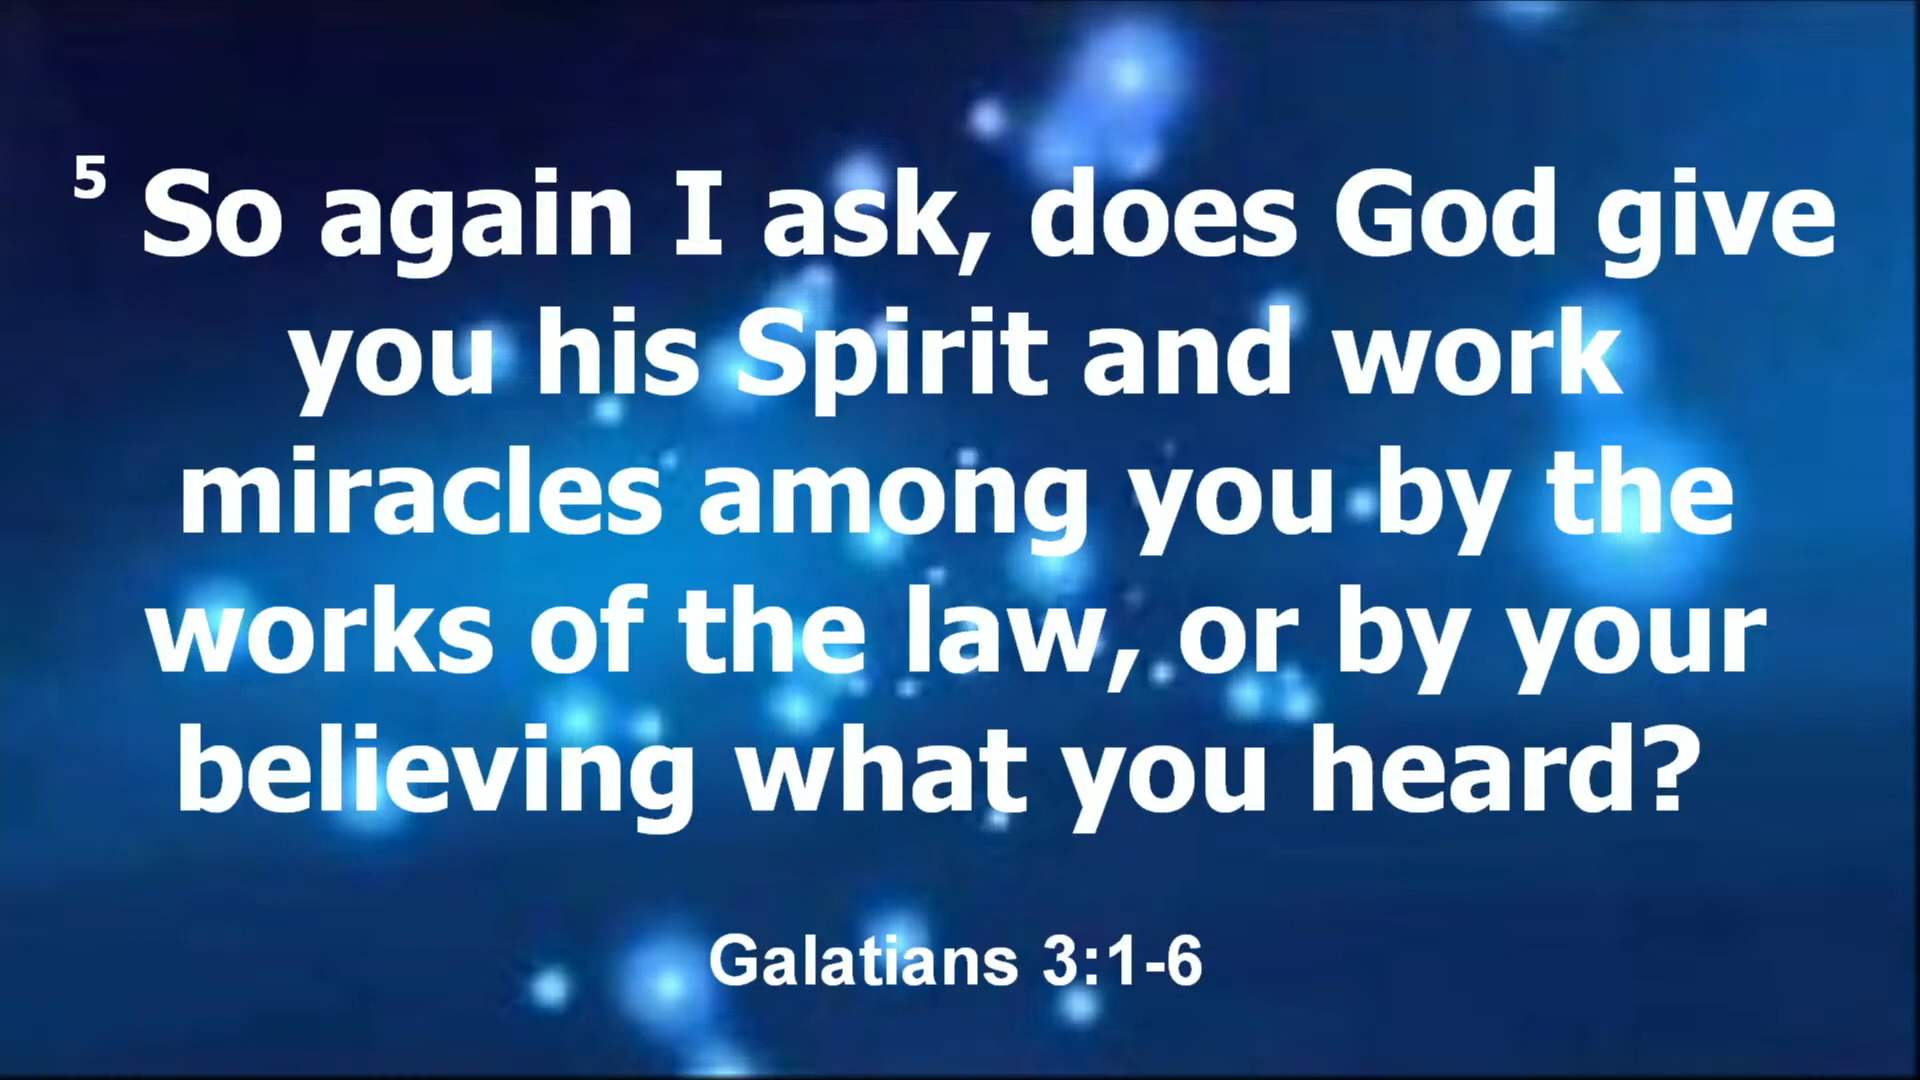 5 So again I ask, does God give
you his Spirit and work
miracles among you by the
works of the law, or by your
believing what you heard?
Galatians 3:1-6